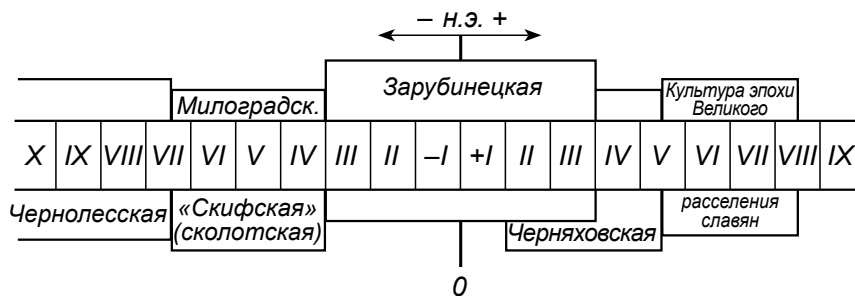 – н.э. +
Зарубинецкая
Милоградск.
Культура эпохи
Великого
X IX VIII VII VI V IV III II –I +I II III IV V VI VII VIII IX
Чернолесская
«Скифская»
(сколотская)
Черняховская
расселения
славян
0